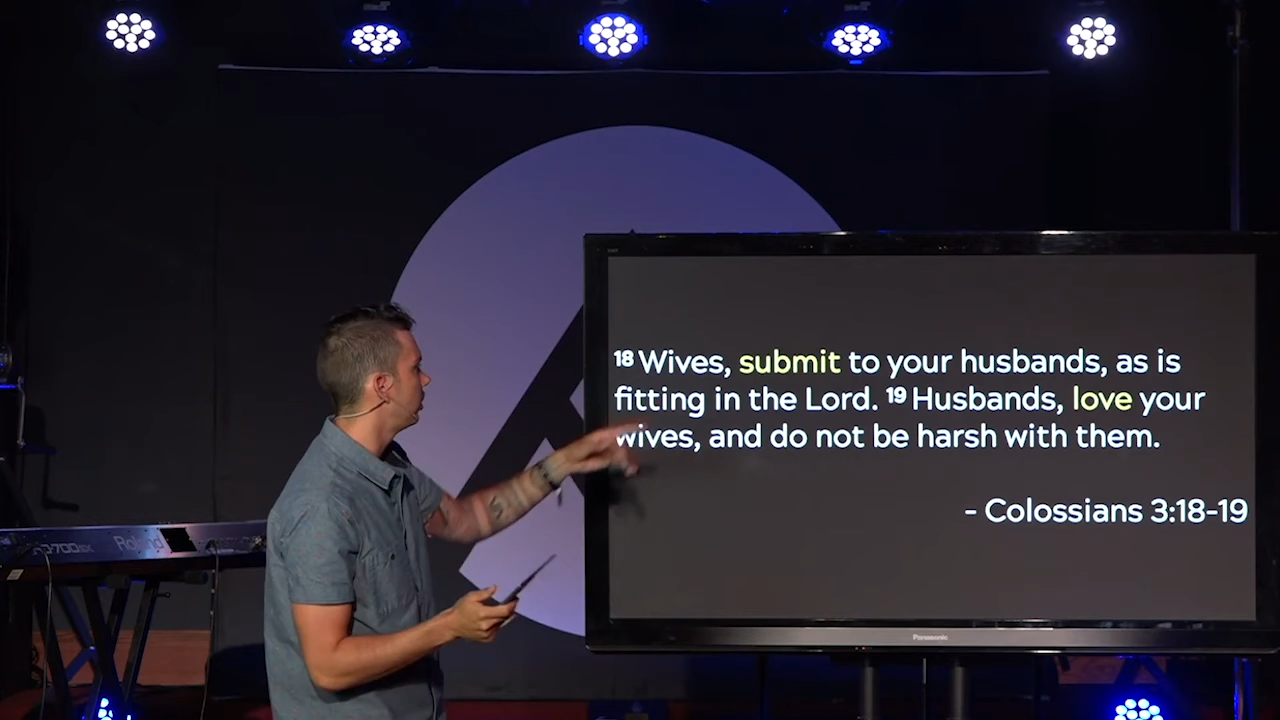 18 Wives, submit to your husbands, as is
fitting in the Lord. 19 Husbands, love your
wives, and do not be harsh with them.
- Colossians 3:18-19
Roland
Panasonic